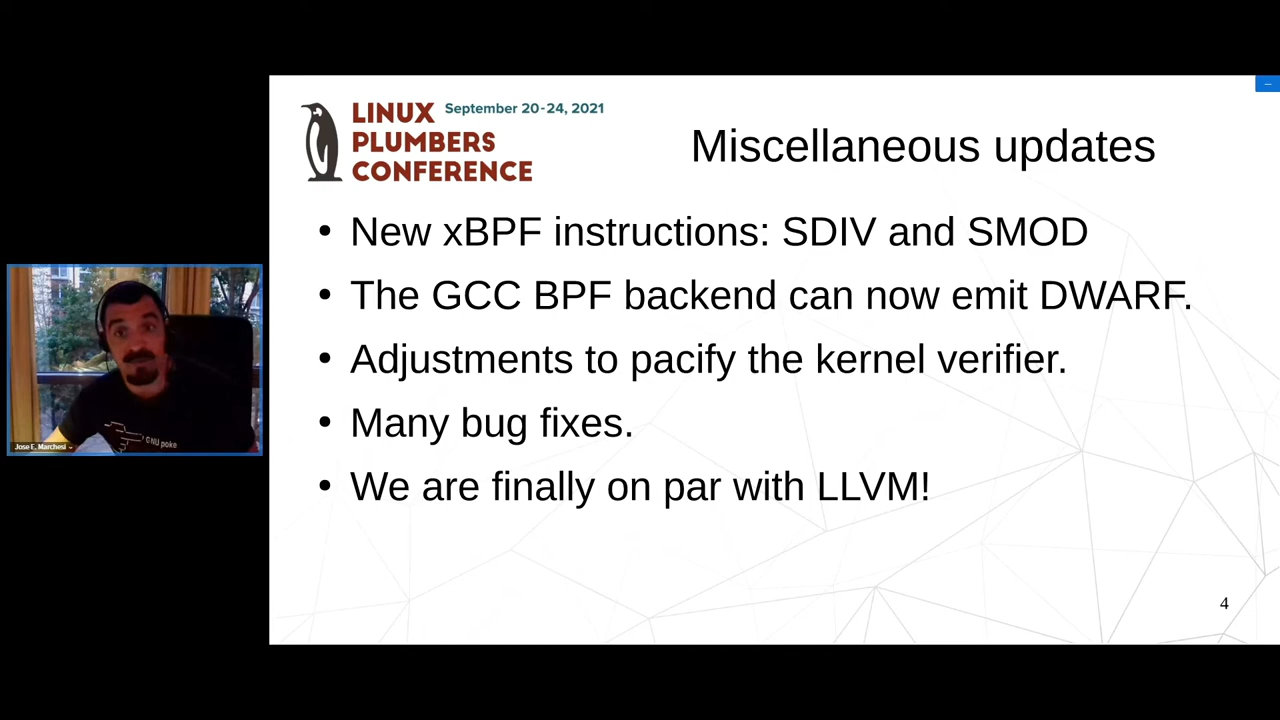 LINUX September 20-24, 2021
PLUMBERS
CONFERENCE
Miscellaneous updates
• New xBPF instructions: SDIV and SMOD
• The GCC BPF backend can now emit DWARF.
• Adjustments to pacify the kernel verifier.
• Many bug fixes.
• We are finally on par with LLVM!
GNU poke
Jose E. Marchesi
4